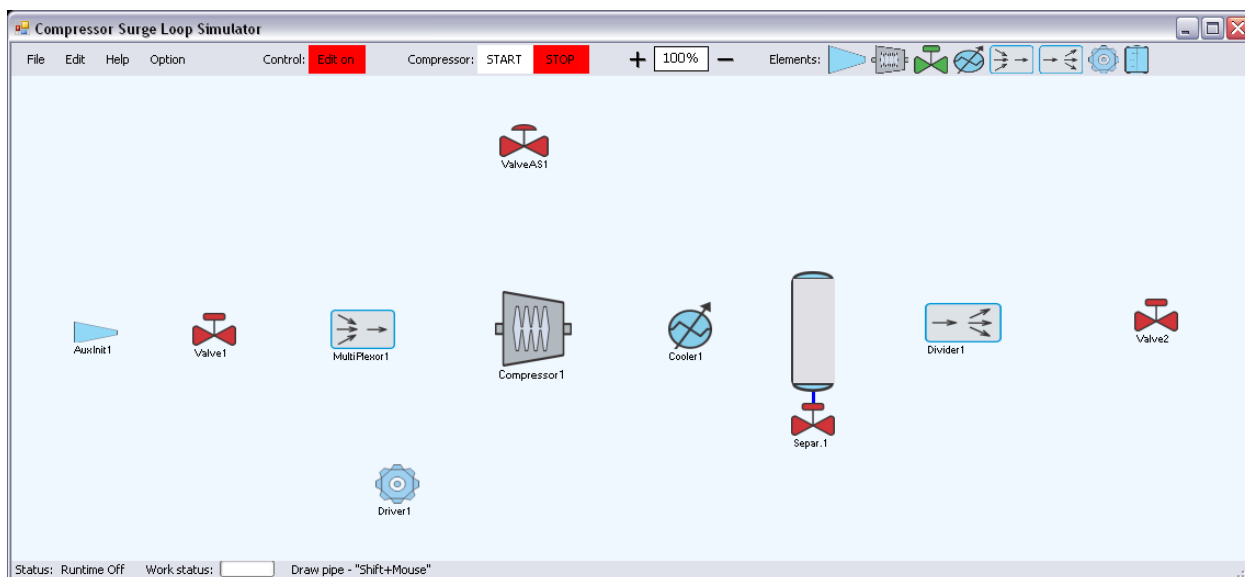 Compressor Surge Loop Simulator
File Edit Help Option Control: Edit on Compressor: START STOP + 100% − Elements:
ValveAS1
AuxInit1
Valve1
MultiPlexor1
Compressor1
Cooler1
Separ.1
Divider1
Valve2
Driver1
Status: Runtime Off Work status: Draw pipe - "Shift+Mouse"